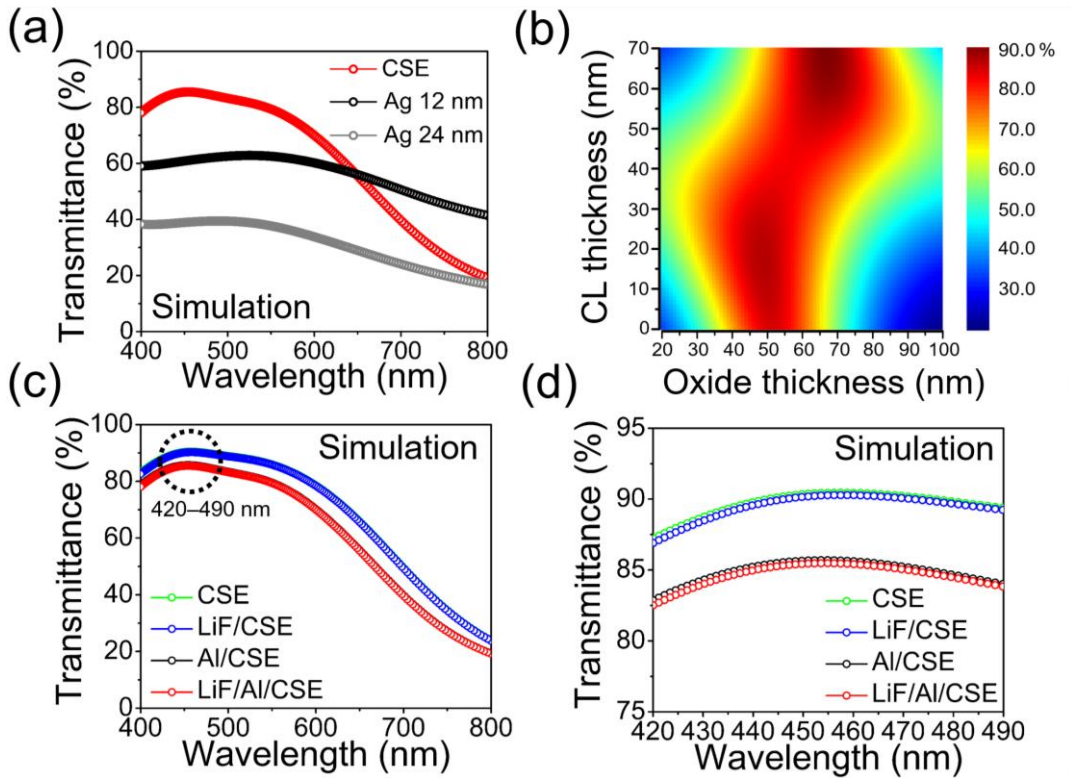 (a)
Transmittance (%)
100
80
60
40
20
0
CSE
Ag 12 nm
Ag 24 nm
Simulation
400 500 600 700 800
Wavelength (nm)
(b)
CL thickness (nm)
70
60
50
40
30
20
10
0
20 30 40 50 60 70 80 90 100
Oxide thickness (nm)
90.0 %
80.0
70.0
60.0
50.0
40.0
30.0
(c)
Transmittance (%)
100
80
60
40
20
0
Simulation
420–490 nm
CSE
LiF/CSE
Al/CSE
LiF/Al/CSE
400 500 600 700 800
Wavelength (nm)
(d)
Transmittance (%)
95
90
85
80
75
Simulation
CSE
LiF/CSE
Al/CSE
LiF/Al/CSE
420 430 440 450 460 470 480 490
Wavelength (nm)